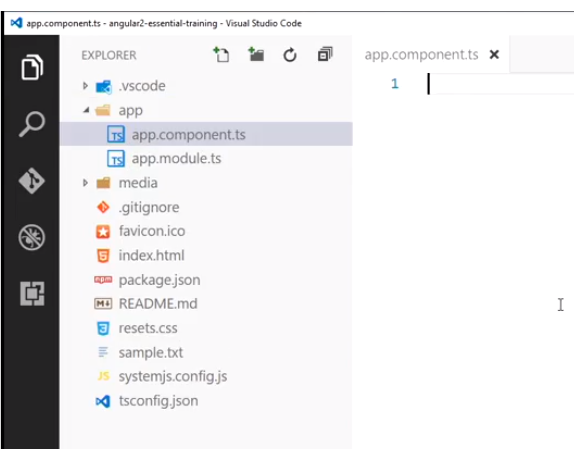 app.component.ts - angular2-essential-training - Visual Studio Code
EXPLORER
app.component.ts ×
1
.vscode
app
TS app.component.ts
TS app.module.ts
media
.gitignore
favicon.ico
5 index.html
npm package.json
M README.md
3 resets.css
sample.txt
JS systemjs.config.js
tsconfig.json